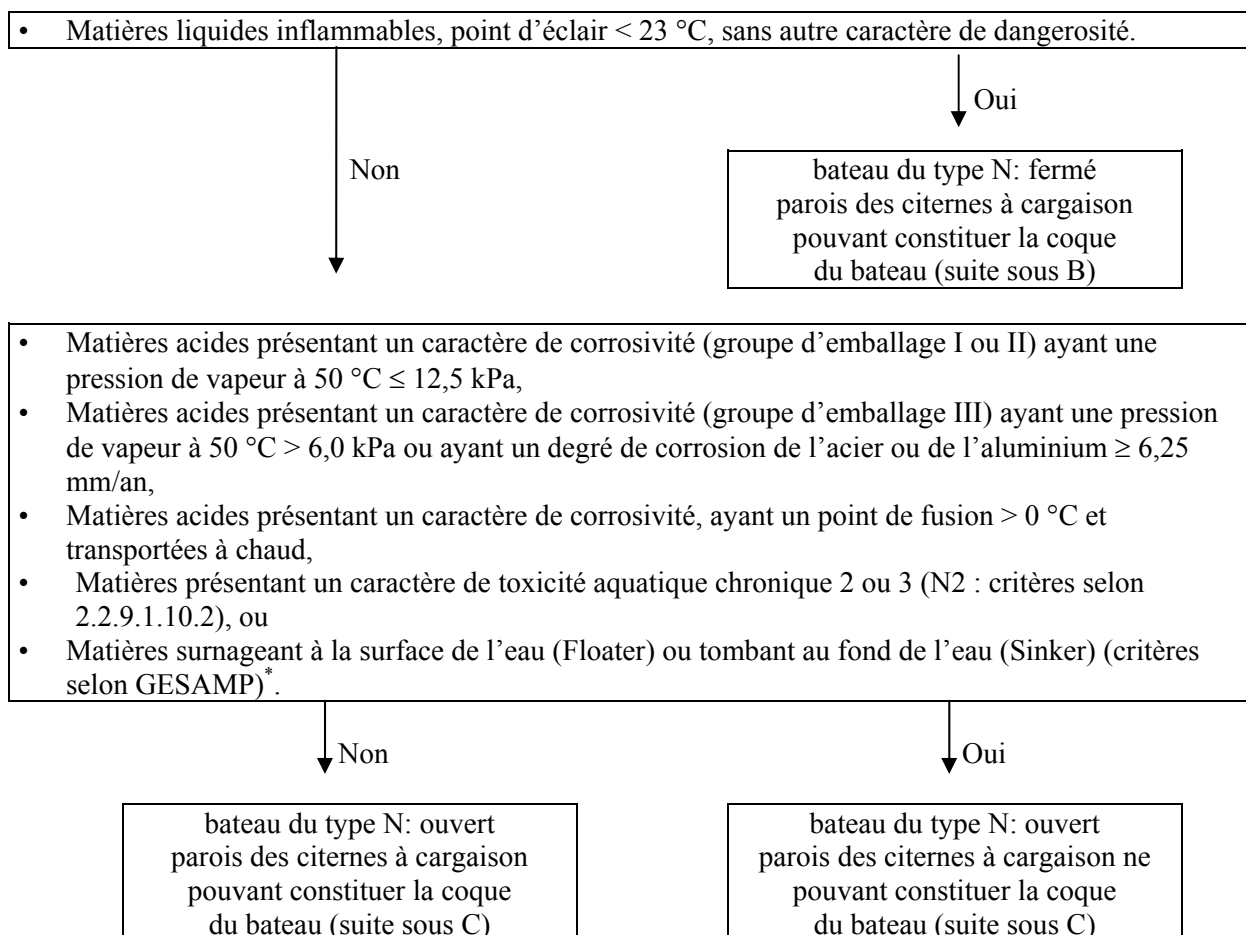 • Matières liquides inflammables, point d’éclair < 23 °C, sans autre caractère de dangerosité.
Oui
Non
bateau du type N: fermé
parois des citernes à cargaison
pouvant constituer la coque
du bateau (suite sous B)
• Matières acides présentant un caractère de corrosivité (groupe d’emballage I ou II) ayant une
pression de vapeur à 50 °C ≤ 12,5 kPa,
• Matières acides présentant un caractère de corrosivité (groupe d’emballage III) ayant une pression
de vapeur à 50 °C > 6,0 kPa ou ayant un degré de corrosion de l’acier ou de l’aluminium ≥ 6,25
mm/an,
• Matières acides présentant un caractère de corrosivité, ayant un point de fusion > 0 °C et
transportées à chaud,
• Matières présentant un caractère de toxicité aquatique chronique 2 ou 3 (N2 : critères selon
2.2.9.1.10.2), ou
• Matières surnageant à la surface de l’eau (Floater) ou tombant au fond de l’eau (Sinker) (critères
selon GESAMP)*.
Non
Oui
bateau du type N: ouvert
parois des citernes à cargaison
pouvant constituer la coque
du bateau (suite sous C)
bateau du type N: ouvert
parois des citernes à cargaison ne
pouvant constituer la coque
du bateau (suite sous C)